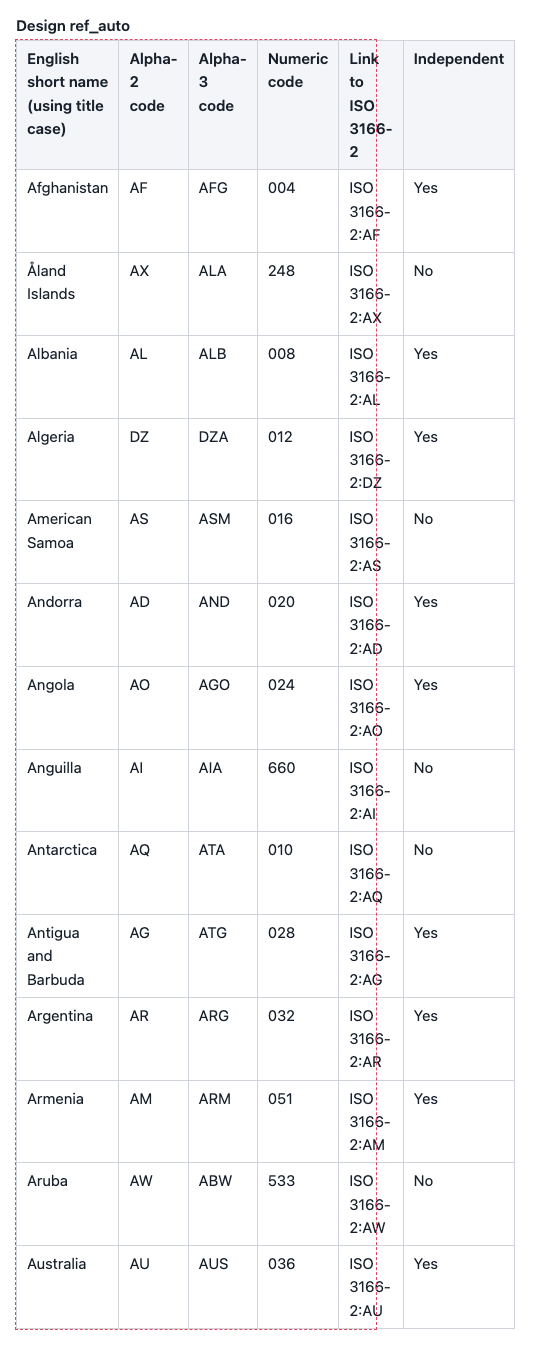 Design ref_auto
English short name (using title case) Alpha-2 code Alpha-3 code Numeric code Link to ISO 3166-2 Independent
Afghanistan AF AFG 004 ISO 3166-2:AF Yes
Åland Islands AX ALA 248 ISO 3166-2:AX No
Albania AL ALB 008 ISO 3166-2:AL Yes
Algeria DZ DZA 012 ISO 3166-2:DZ Yes
American Samoa AS ASM 016 ISO 3166-2:AS No
Andorra AD AND 020 ISO 3166-2:AD Yes
Angola AO AGO 024 ISO 3166-2:AO Yes
Anguilla AI AIA 660 ISO 3166-2:AI No
Antarctica AQ ATA 010 ISO 3166-2:AQ No
Antigua and Barbuda AG ATG 028 ISO 3166-2:AG Yes
Argentina AR ARG 032 ISO 3166-2:AR Yes
Armenia AM ARM 051 ISO 3166-2:AM Yes
Aruba AW ABW 533 ISO 3166-2:AW No
Australia AU AUS 036 ISO 3166-2:AU Yes